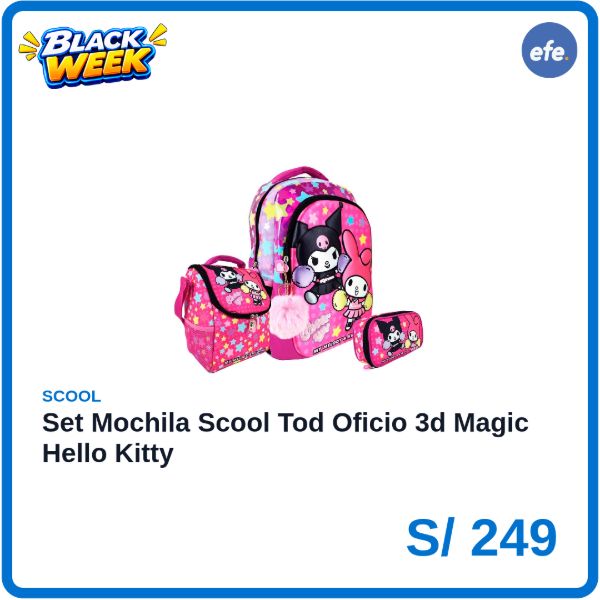 BLACK
WEEK
efe.
SCOOL
Set Mochila Scool Tod Oficio 3d Magic
Hello Kitty
S/ 249